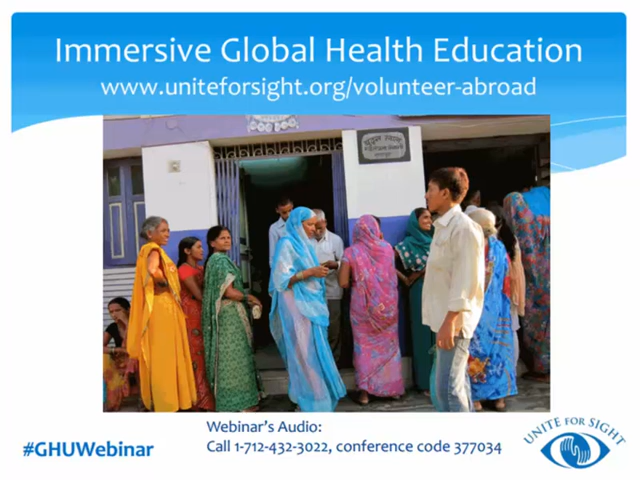 Immersive Global Health Education
www.uniteforsight.org/volunteer-abroad
Webinar's Audio:
Call 1-712-432-3022, conference code 377034
#GHUWebinar
UNITE FOR SIGHT